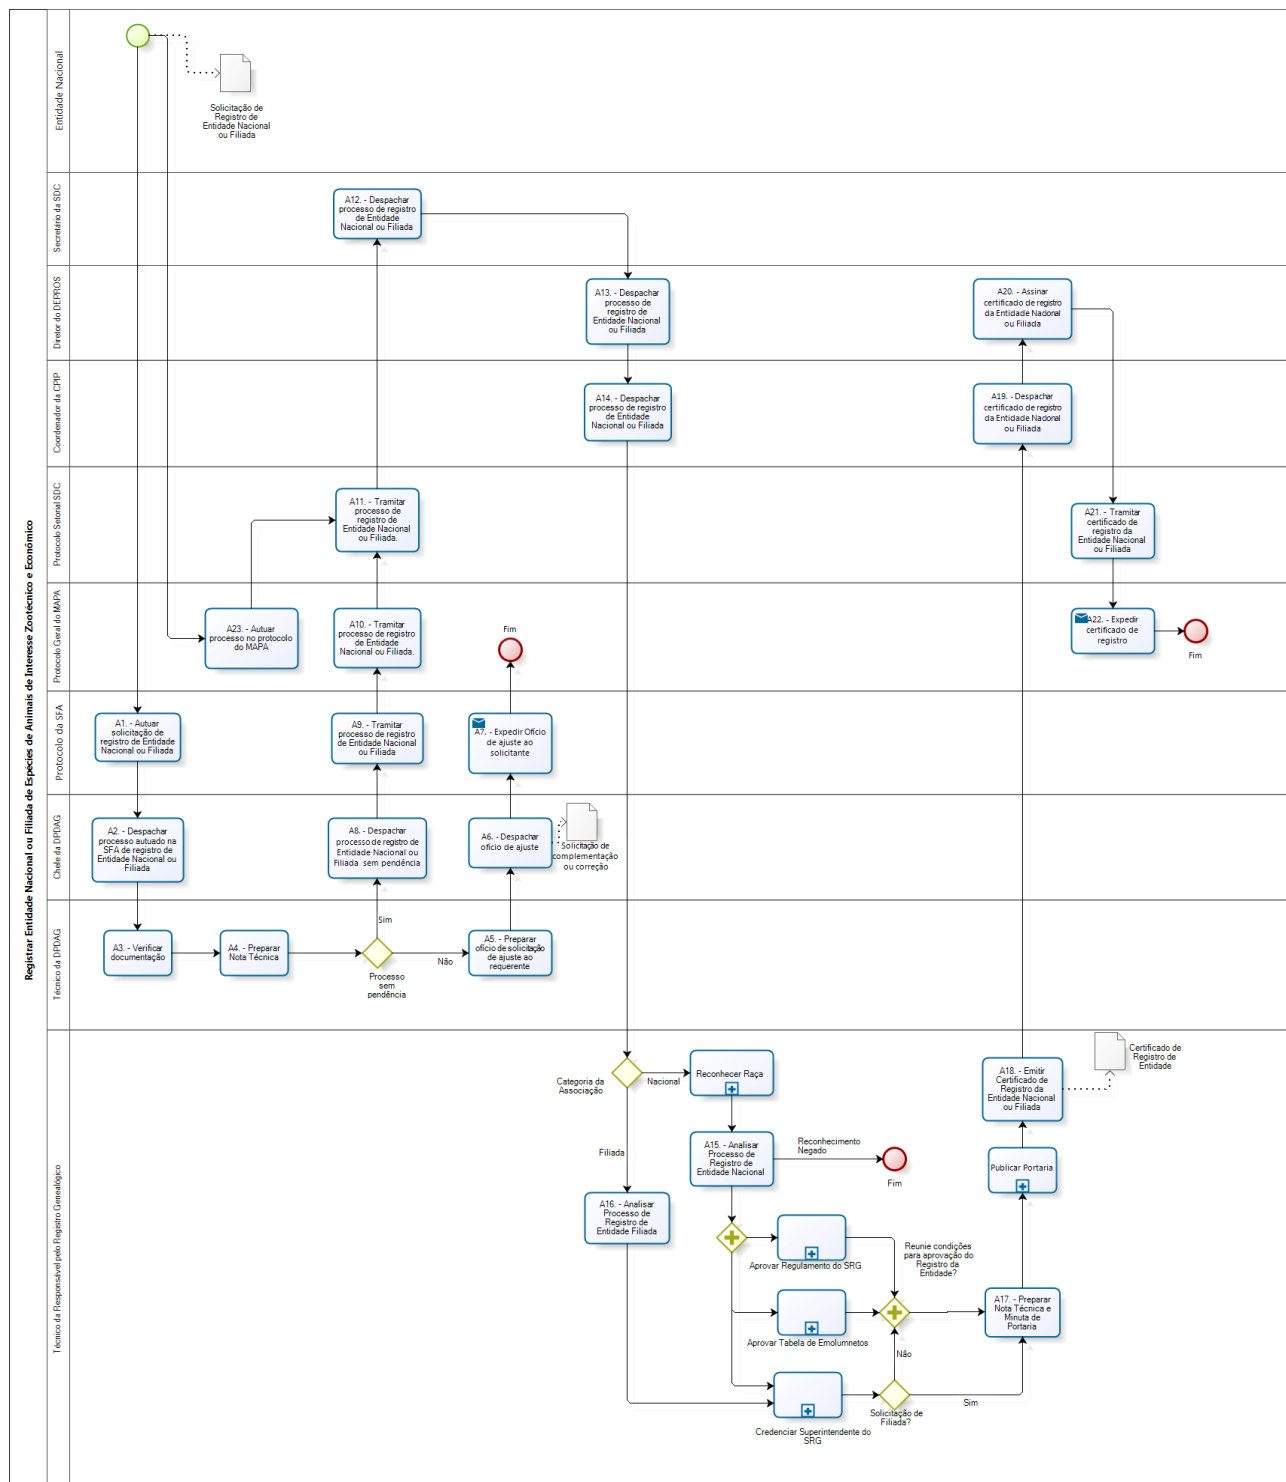 Registrar Entidade Nacional ou Filiada de Espécies de Animais de Interesse Zootécnico e Econômico
Entidade Nacional
Solicitação de
Registro de
Entidade Nacional
ou Filiada
Secretário da SDC
A12. - Despachar
processo de registro
de Entidade
Nacional ou Filiada
Diretor do DEPROS
A13. - Despachar
processo de
registro de
Entidade Nacional
ou Filiada
A20. - Assinar
certificado de registro
da Entidade Nacional
ou Filiada
Coordenador da CPIP
A14. - Despachar
processo de registro
de Entidade
Nacional ou Filiada
A19. - Despachar
certificado de registro
da Entidade Nacional
ou Filiada
Protocolo Setorial SDC
A11. - Tramitar
processo de
registro de
Entidade Nacional
ou Filiada.
A21. - Tramitar
certificado de
registro da
Entidade Nacional
ou Filiada
Protocolo Geral do MAPA
A23. - Autuar
processo no protocolo
do MAPA
A10. - Tramitar
processo de registro
de Entidade
Nacional ou Filiada.
Fim
A22. - Expedir
certificado de
registro
Fim
Protocolo da SFA
A1. - Autuar
solicitação de
registro de Entidade
Nacional ou Filiada
A9. - Tramitar
processo de registro
de Entidade
Nacional ou Filiada
A7. - Expedir Ofício
de ajuste ao
solicitante
Chefe da DPDAG
A2. - Despachar
processo autuado na
SFA de registro de
Entidade Nacional ou
Filiada
A8. - Despachar
processo de registro de
Entidade Nacional ou
Filiada sem pendência
A6. - Despachar
ofício de ajuste
Solicitação de
complementação
ou correção
Técnico da DPDAG
A3. - Verificar
documentação
A4. - Preparar
Nota Técnica
Sim
Processo
sem
pendência
Não
A5. - Preparar
ofício de solicitação
de ajuste ao
requerente
Técnico da Responsável pelo Registro Genealógico
Categoria da
Associação
Nacional
Reconhecer Raça
Filiada
A15. - Analisar
Processo de
Registro de
Entidade Nacional
Reconhecimento
Negado
Fim
A16. - Analisar
Processo de
Registro de
Entidade Filiada
Aprovar Regulamento do SRG
Reunie condições
para aprovação do
Registro da
Entidade?
Aprovar Tabela de Emolumnetos
Não
Credenciar Superintendente do
SRG
Solicitação de
Filiada?
Sim
A17. - Preparar
Nota Técnica e
Minuta de
Portaria
Publicar Portaria
A18. - Emitir
Certificado de
Registro da
Entidade Nacional
ou Filiada
Certificado de
Registro de
Entidade